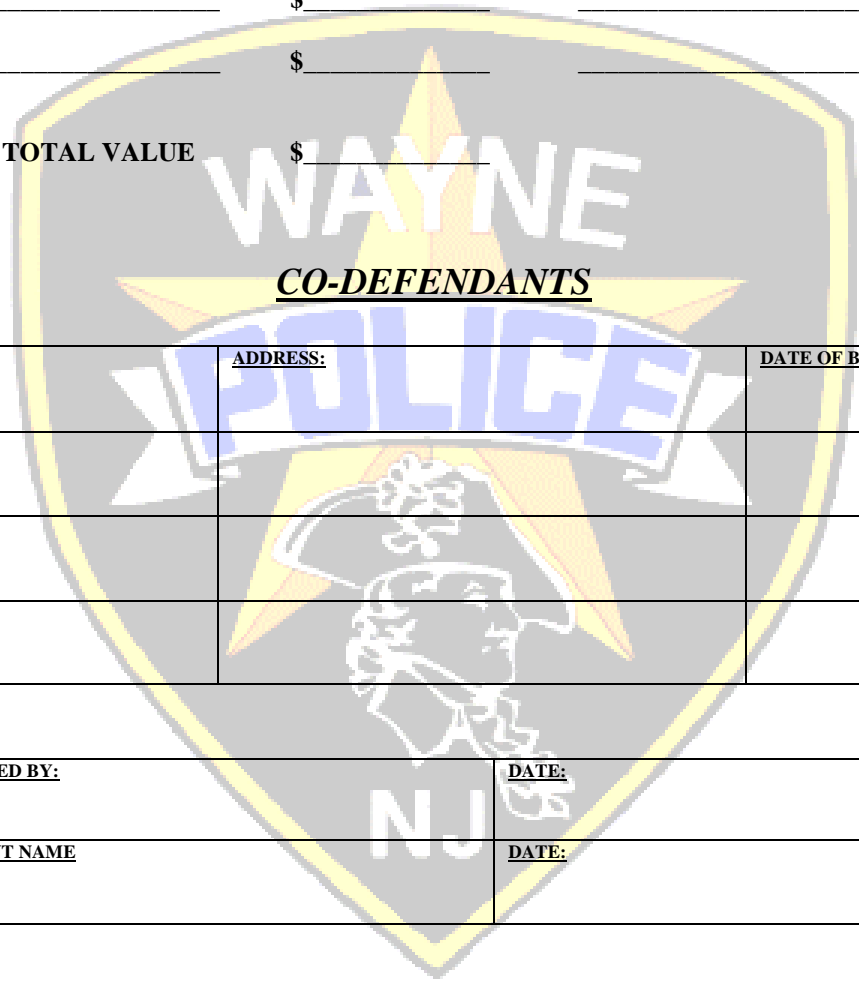 $
$
TOTAL VALUE $
WAYNE
CO-DEFENDANTS
ADDRESS: DATE OF B
POLICE
ED BY: DATE:
NJ
T NAME DATE: